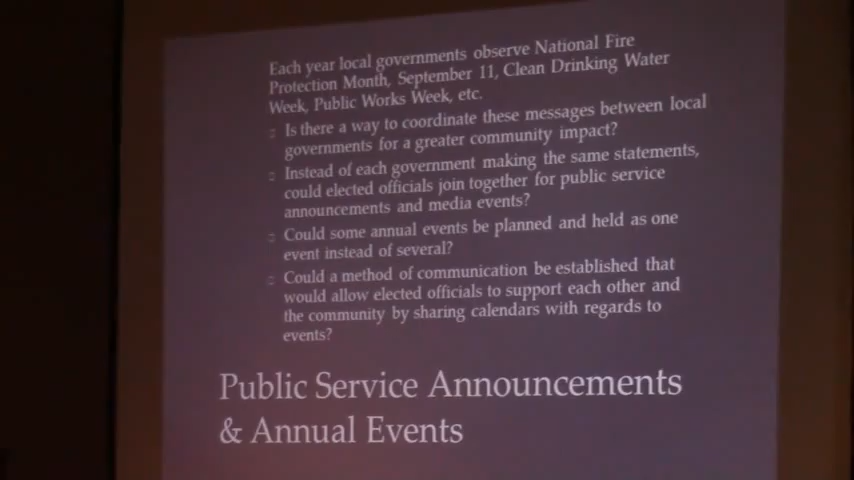 Each year local governments observe National Fire
Protection Month, September 11, Clean Drinking Water
Week, Public Works Week, etc.
Is there a way to coordinate these messages between local
governments for a greater community impact?
Instead of each government making the same statements,
could elected officials join together for public service
announcements and media events?
Could some annual events be planned and held as one
event instead of several?
Could a method of communication be established that
would allow elected officials to support each other and
the community by sharing calendars with regards to
events?
Public Service Announcements
& Annual Events